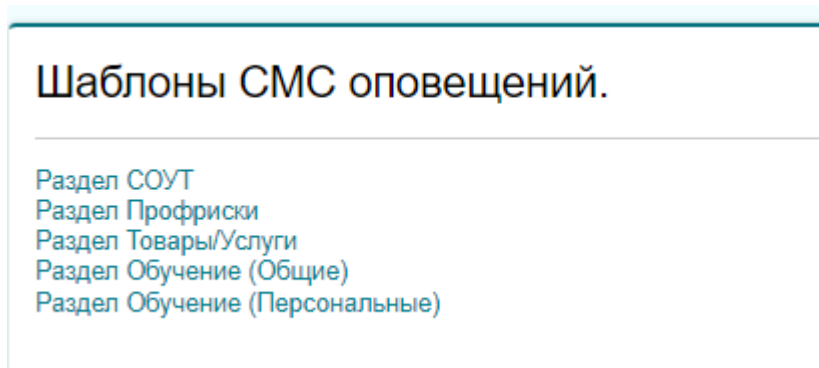 Шаблоны СМС оповещений.
Раздел СОУТ
Раздел Профриски
Раздел Товары/Услуги
Раздел Обучение (Общие)
Раздел Обучение (Персональные)